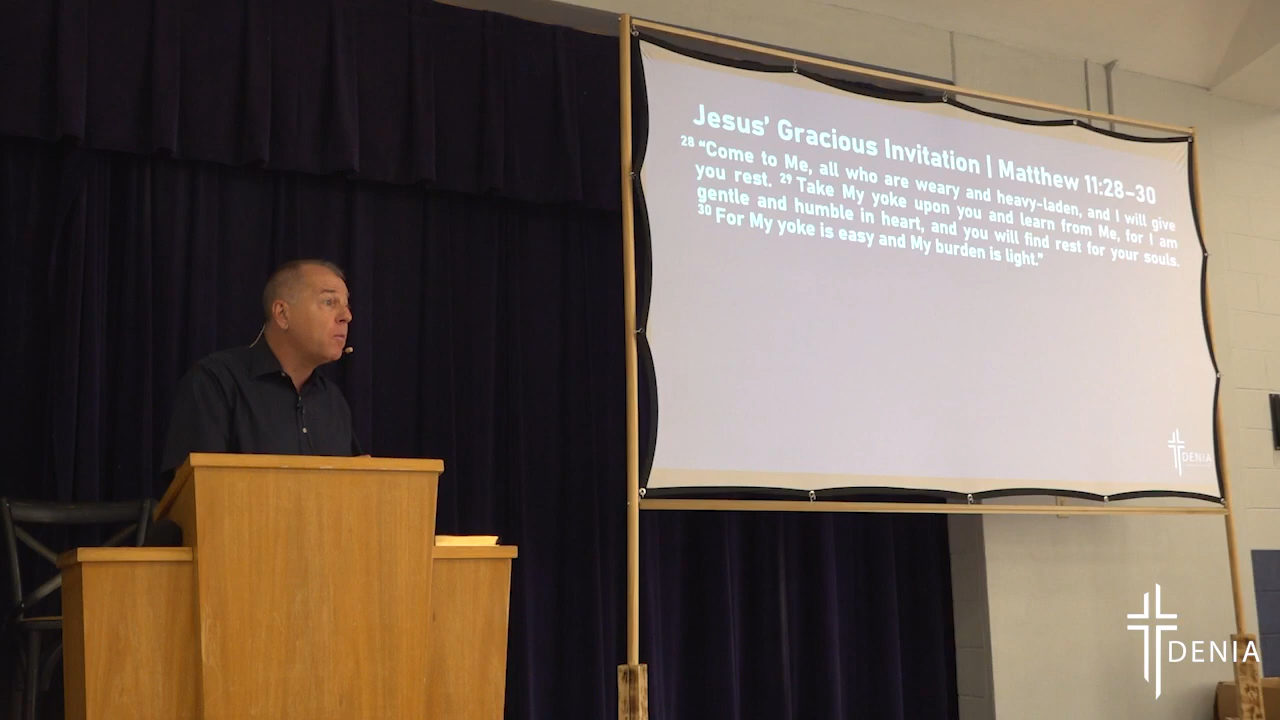 Jesus’ Gracious Invitation | Matthew 11:28–30
28 “Come to Me, all who are weary and heavy-laden, and I will give
you rest. 29 Take My yoke upon you and learn from Me, for I am
gentle and humble in heart, and you will find rest for your souls.
30 For My yoke is easy and My burden is light.”
DENIA
DENIA